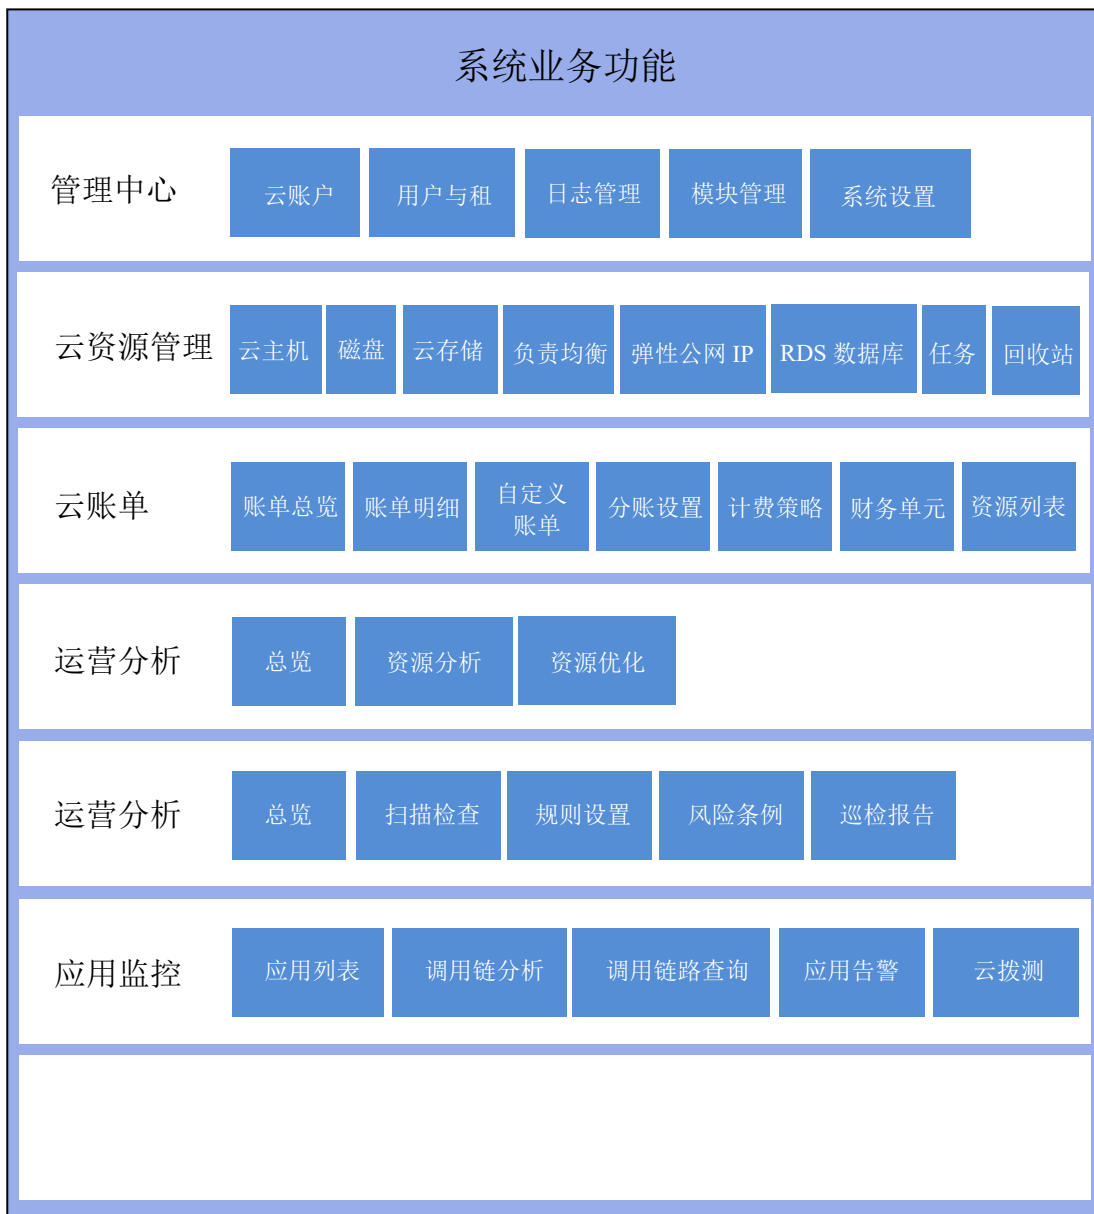 系统业务功能
管理中心
云账户
用户与租
日志管理
模块管理
系统设置
云资源管理
云主机
磁盘
云存储
负责均衡
弹性公网 IP
RDS 数据库
任务
回收站
云账单
账单总览
账单明细
自定义
账单
分账设置
计费策略
财务单元
资源列表
运营分析
总览
资源分析
资源优化
运营分析
总览
扫描检查
规则设置
风险条例
巡检报告
应用监控
应用列表
调用链分析
调用链路查询
应用告警
云拨测